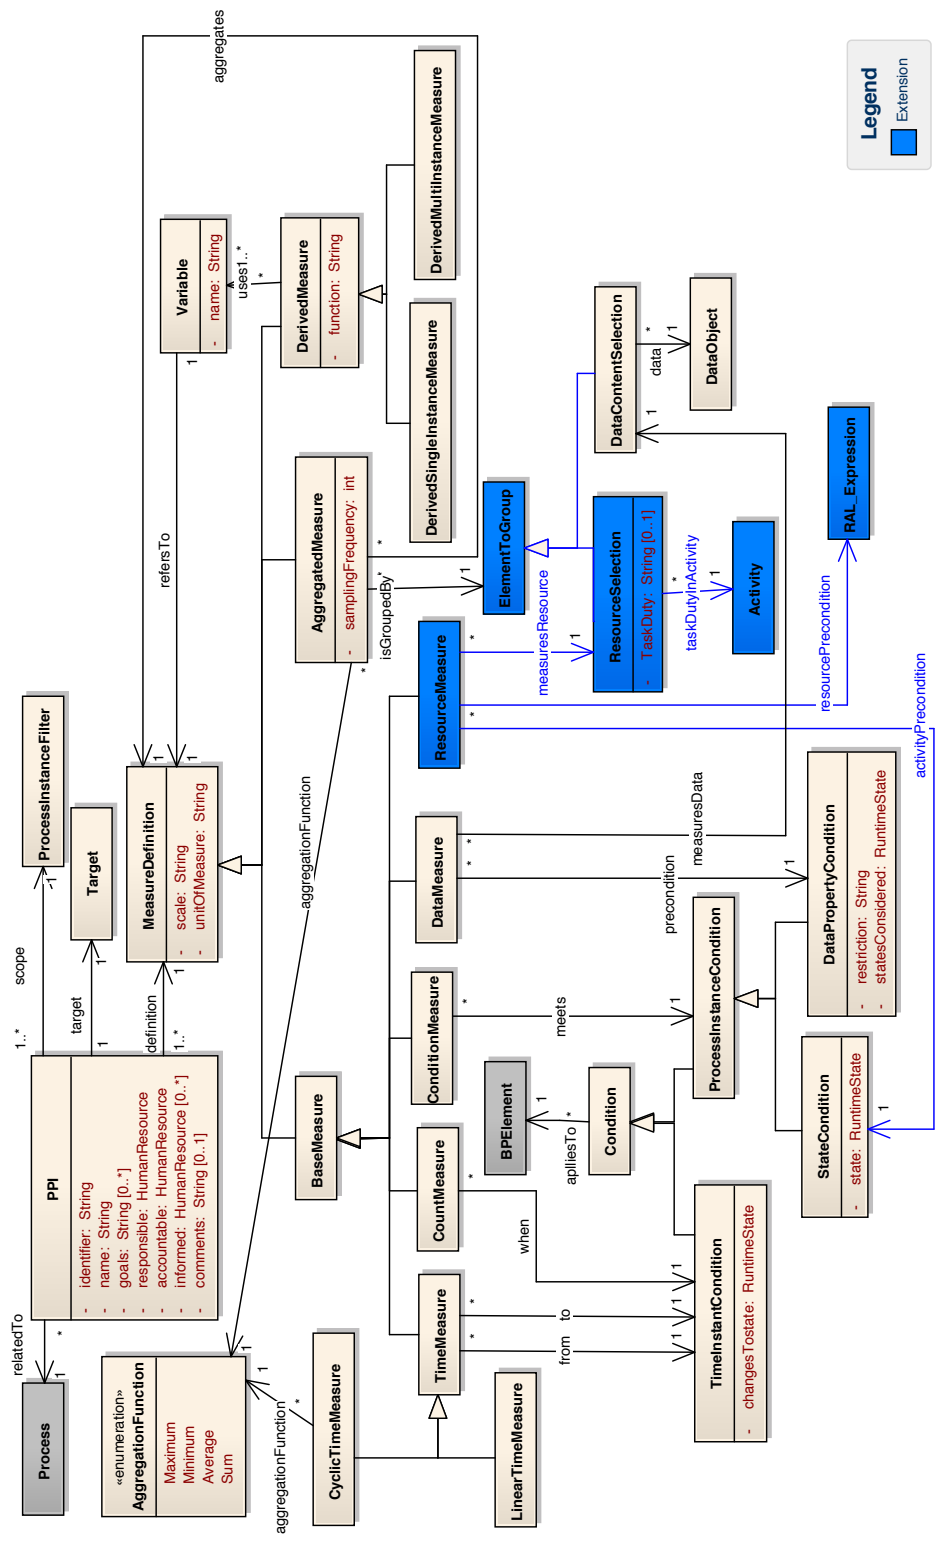 relatedTo
*
1
Process
PPI
- identifier: String
- name: String
- goals: String [0..*]
- responsible: HumanResource
- accountable: HumanResource
- informed: HumanResource [0..*]
- comments: String [0..1]
1..*
scope
1
ProcessInstanceFilter
1
target
1
Target
1..*
definition
1
MeasureDefinition
- scale: String
- unitOfMeasure: String
1
1
refersTo
1
aggregates
Variable
- name: String
uses1..*
*
DerivedMeasure
- function: String
DerivedSingleInstanceMeasure
DerivedMultiInstanceMeasure
«enumeration»
AggregationFunction
Maximum
Minimum
Average
Sum
1
1
aggregationFunction
*
CyclicTimeMeasure
LinearTimeMeasure
aggregationFunction
*
BaseMeasure
AggregatedMeasure
- samplingFrequency: int
*
isGroupedBy
*
1
ElementToGroup
TimeMeasure
*
*
from
to
1
1
1
CountMeasure
*
when
ConditionMeasure
*
meets
1
DataMeasure
*
*
precondition
measuresData
1
1
ResourceMeasure
*
*
measuresResource
1
BPElement
1
apliesTo
*
Condition
ProcessInstanceCondition
ResourceSelection
- TaskDuty: String [0..1]
*
taskDutyInActivity
1
Activity
DataContentSelection
*
data
1
DataObject
TimeInstantCondition
- changesTostate: RuntimeState
StateCondition
- state: RuntimeState
1
DataPropertyCondition
- restriction: String
- statesConsidered: RuntimeState
resourcePrecondition
activityPrecondition
RAL_Expression
Legend
Extension